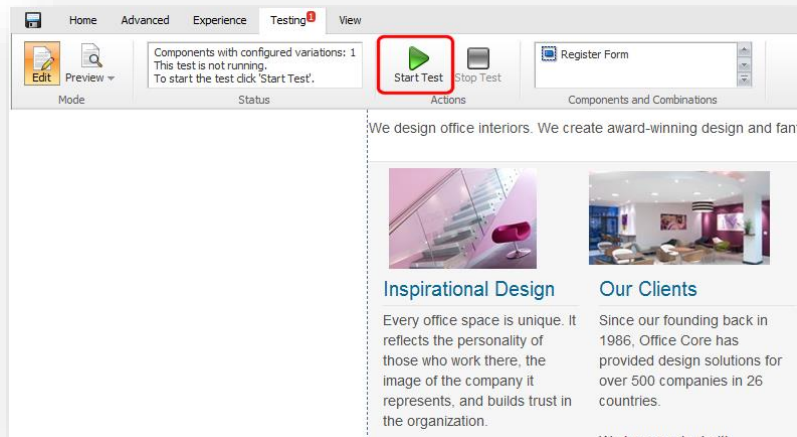 Home Advanced Experience Testing 1 View
Components with configured variations: 1
This test is not running.
To start the test click 'Start Test'.
Edit Preview
Start Test Stop Test
Register Form
Mode Status Actions Components and Combinations
We design office interiors. We create award-winning design and fan
Inspirational Design
Every office space is unique. It
reflects the personality of
those who work there, the
image of the company it
represents, and builds trust in
the organization.
Our Clients
Since our founding back in
1986, Office Core has
provided design solutions for
over 500 companies in 26
countries.